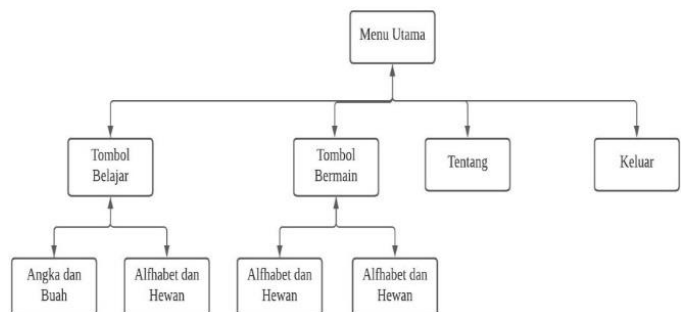 Menu Utama
Tombol
Belajar
Tombol
Bermain
Tentang
Keluar
Angka dan
Buah
Alfhabet dan
Hewan
Alfhabet dan
Hewan
Alfhabet dan
Hewan